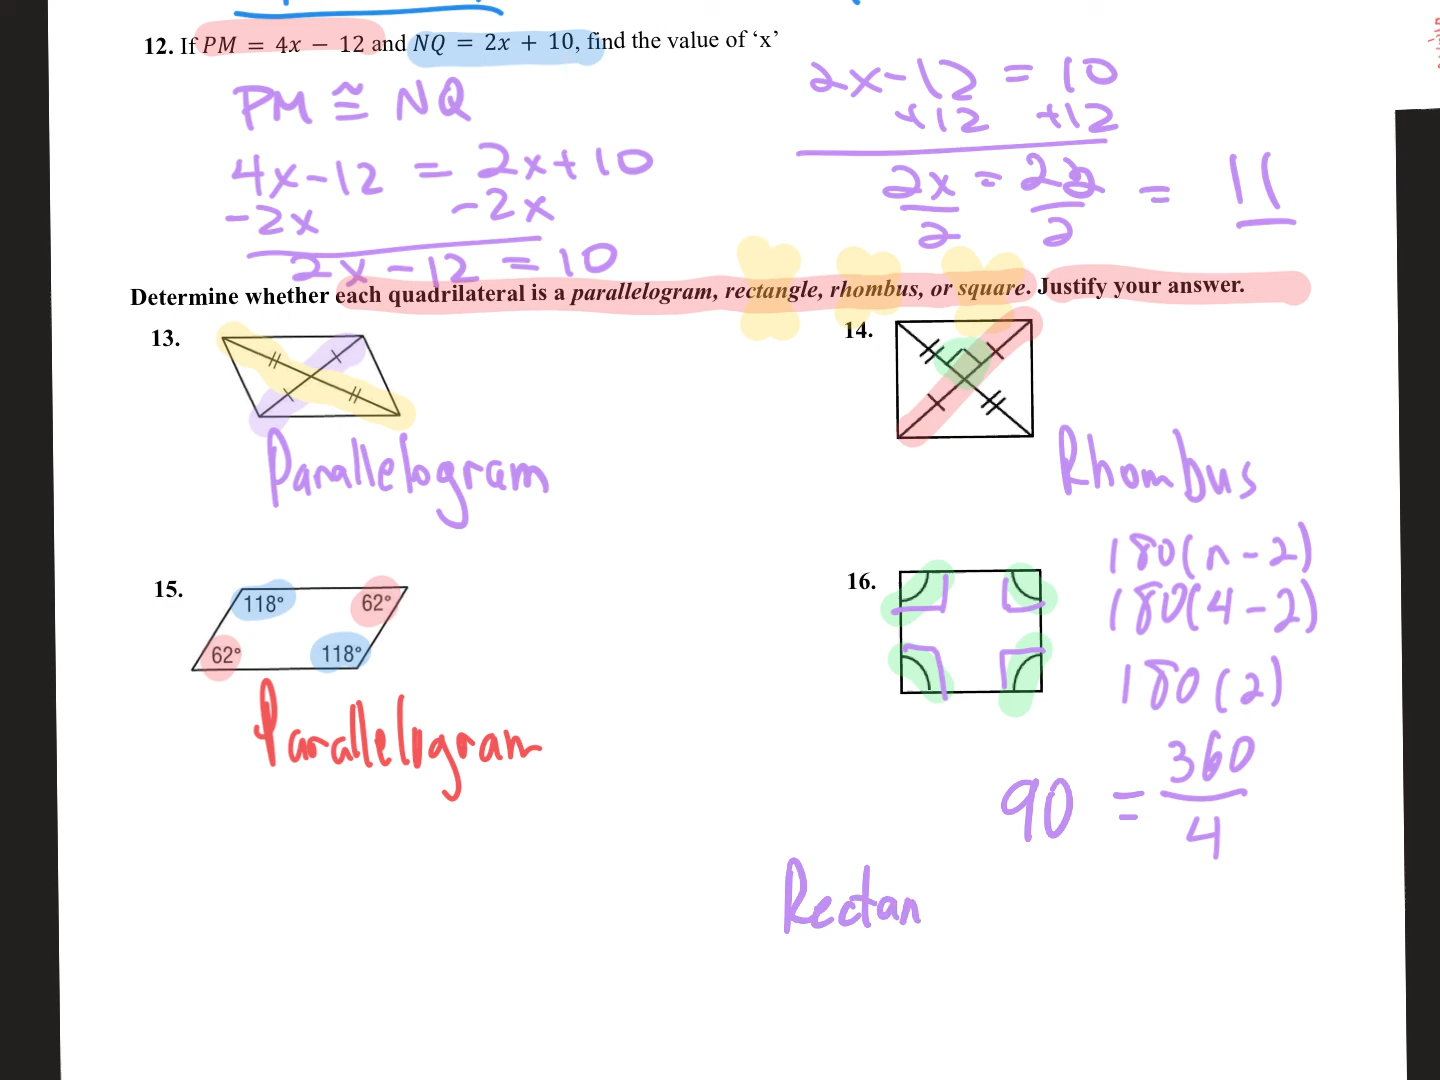 12. If PM = 4x − 12 and NQ = 2x + 10, find the value of ‘x’
PM ≅ NQ
4x-12 = 2x+10
-2x -2x
2x-12 = 10
2x-12 = 10
+12 +12
2x = 22 = 11
2 2
Determine whether each quadrilateral is a parallelogram, rectangle, rhombus, or square. Justify your answer.
13.
Parallelogram
14.
Rhombus
15.
118° 62°
62° 118°
Parallelogram
16.
180(n-2)
180(4-2)
180(2)
90 = 360
4
Rectan